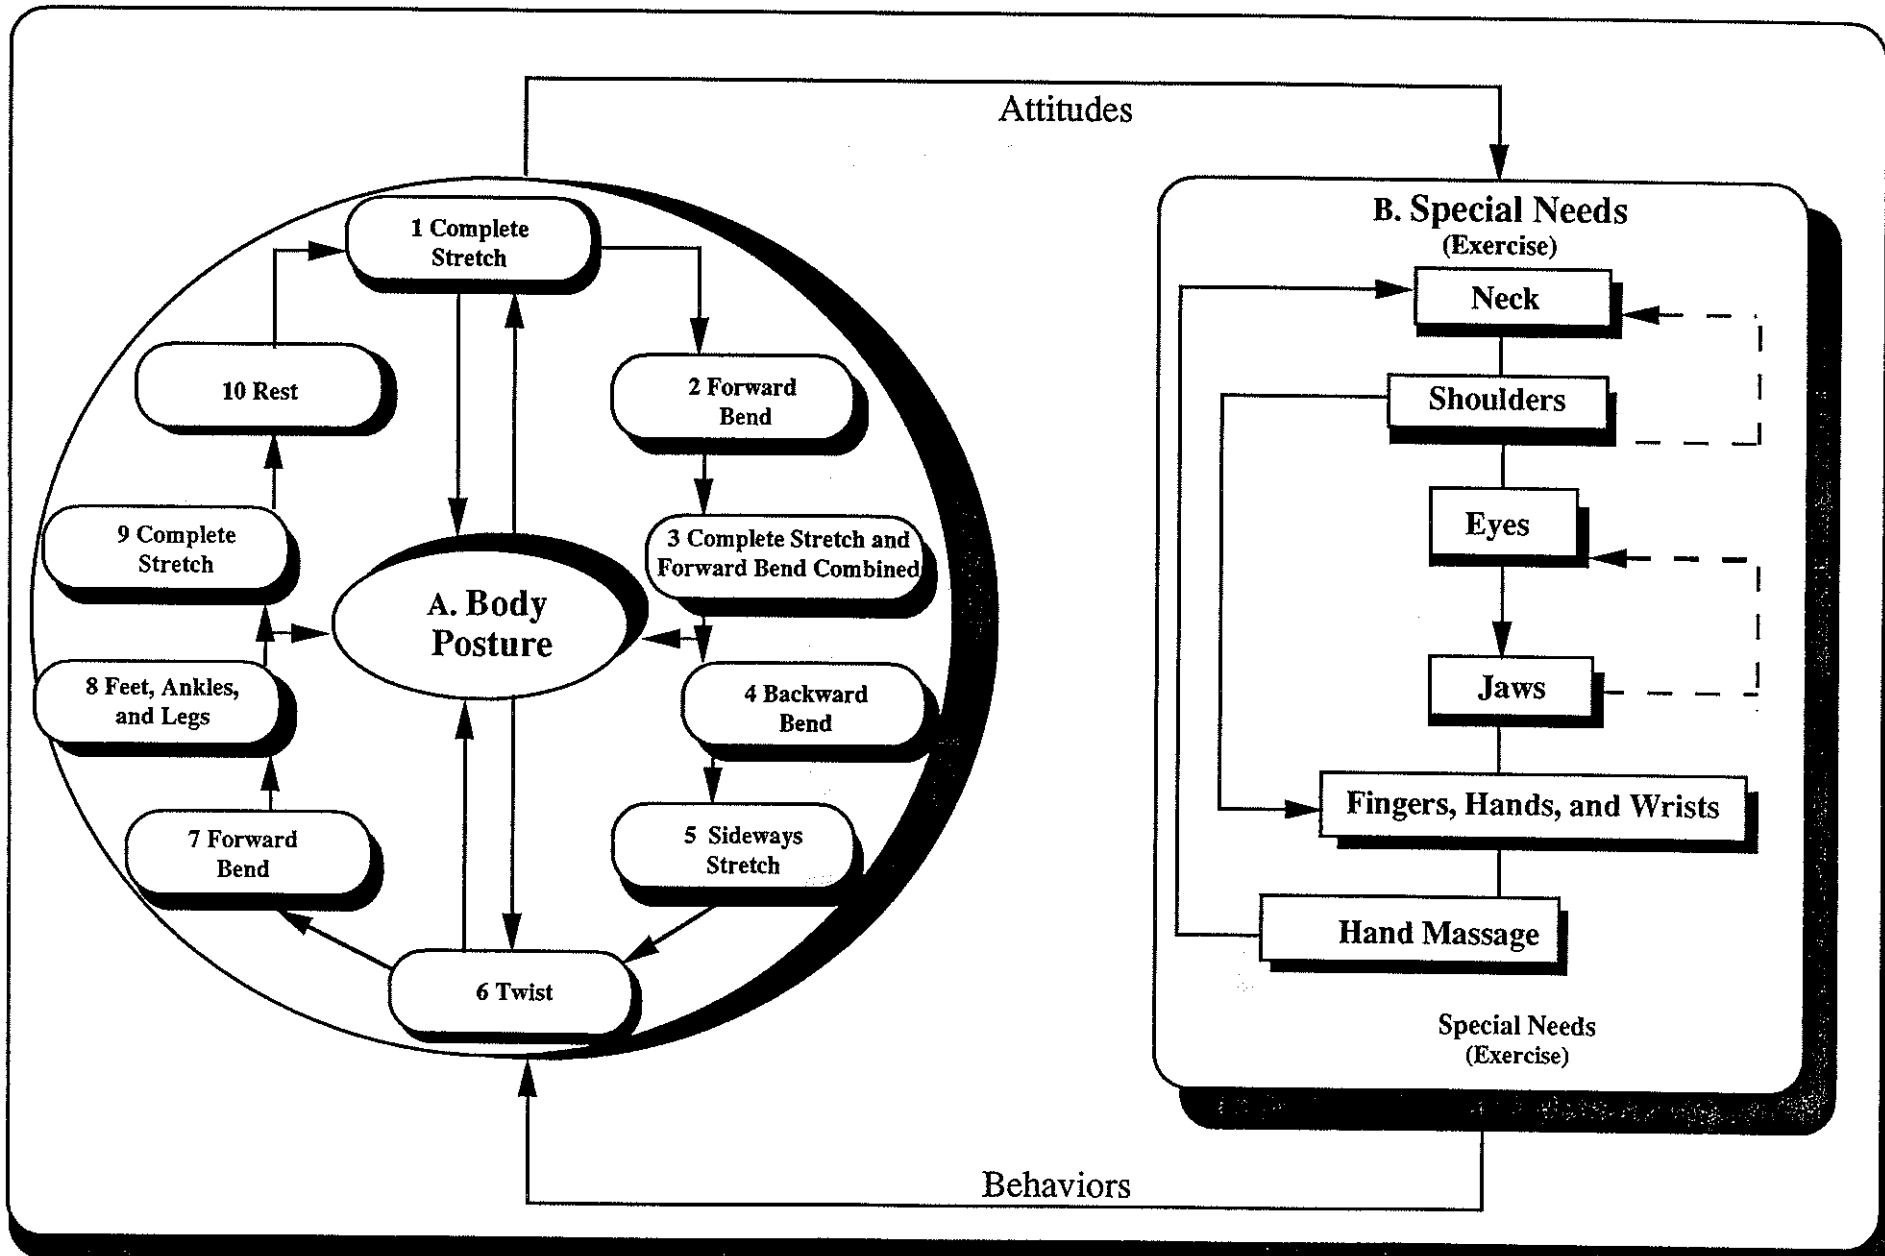 Attitudes
1 Complete
Stretch
2 Forward
Bend
3 Complete Stretch and
Forward Bend Combined
4 Backward
Bend
5 Sideways
Stretch
6 Twist
7 Forward
Bend
8 Feet, Ankles,
and Legs
9 Complete
Stretch
10 Rest
A. Body
Posture
B. Special Needs
(Exercise)
Neck
Shoulders
Eyes
Jaws
Fingers, Hands, and Wrists
Hand Massage
Special Needs
(Exercise)
Behaviors